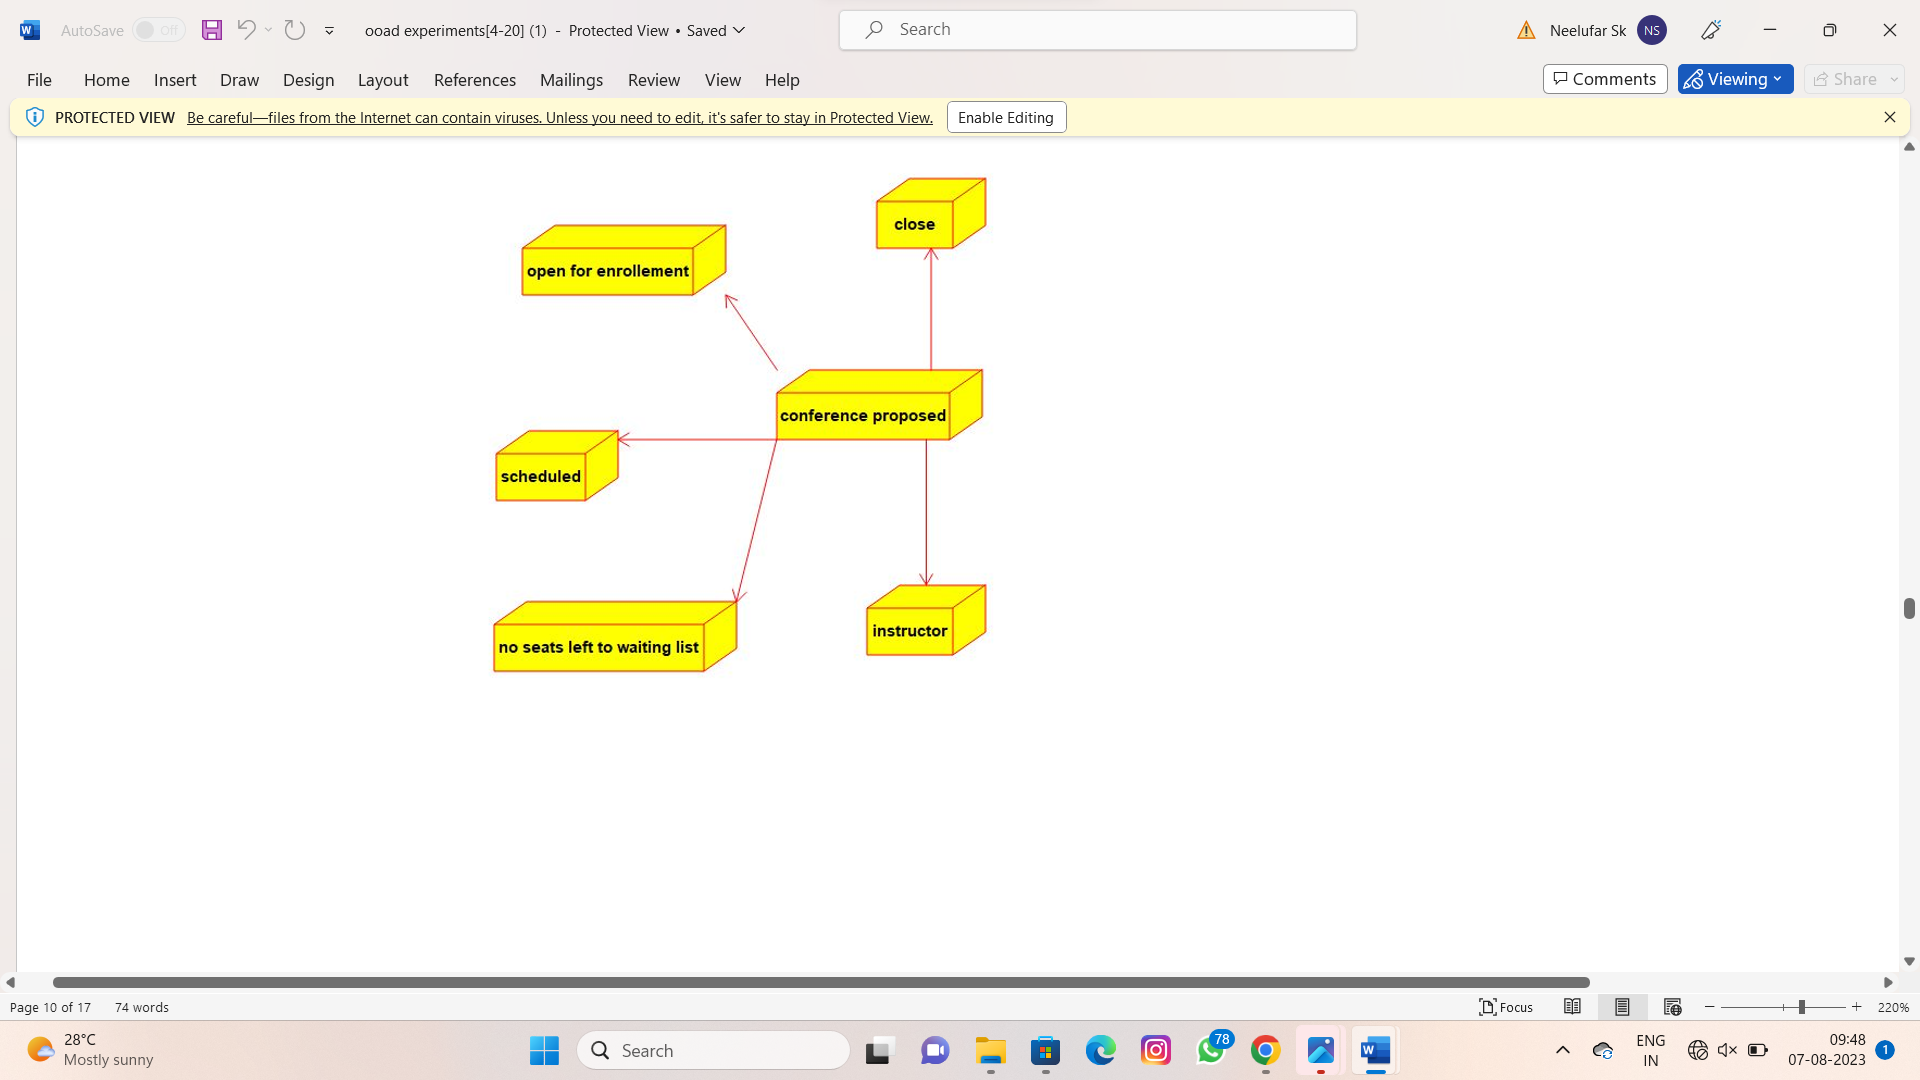 AutoSave Off
ooad experiments[4-20] (1) - Protected View • Saved
Search
Neelufar Sk NS
File Home Insert Draw Design Layout References Mailings Review View Help
Comments Viewing Share
PROTECTED VIEW Be careful—files from the Internet can contain viruses. Unless you need to edit, it's safer to stay in Protected View. Enable Editing
close
open for enrollement
conference proposed
scheduled
instructor
no seats left to waiting list
Page 10 of 17 74 words
Focus
220%
28°C
Mostly sunny
Search
78
ENG
IN
09:48
07-08-2023
1